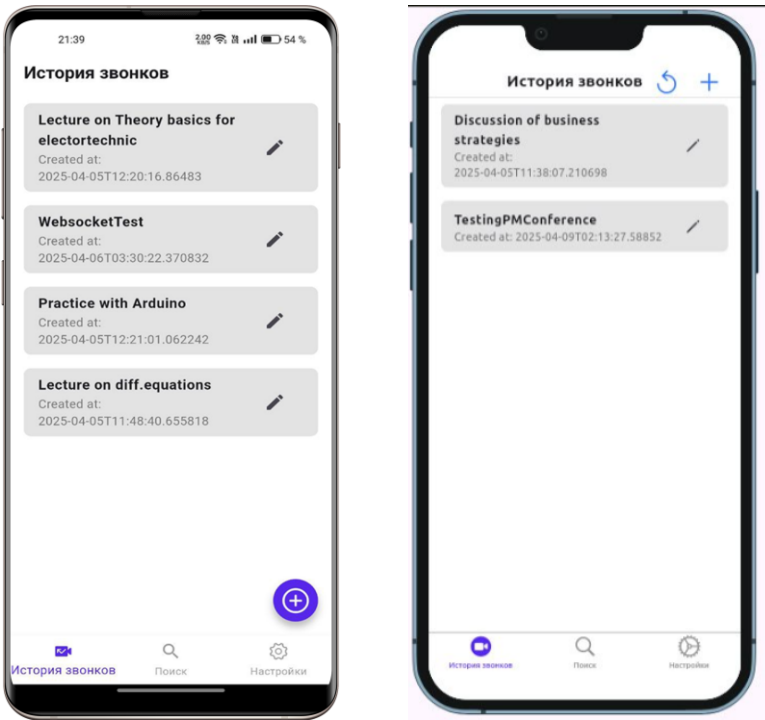 21:39
2,00 KB/S
54 %
История звонков
Lecture on Theory basics for
electortechnic
Created at:
2025-04-05T12:20:16.86483
WebsocketTest
Created at:
2025-04-06T03:30:22.370832
Practice with Arduino
Created at:
2025-04-05T12:21:01.062242
Lecture on diff.equations
Created at:
2025-04-05T11:48:40.655818
История звонков
Поиск
Настройки
История звонков
Discussion of business
strategies
Created at:
2025-04-05T11:38:07.210698
TestingPMConference
Created at: 2025-04-09T02:13:27.58852
История звонков
Поиск
Настройки